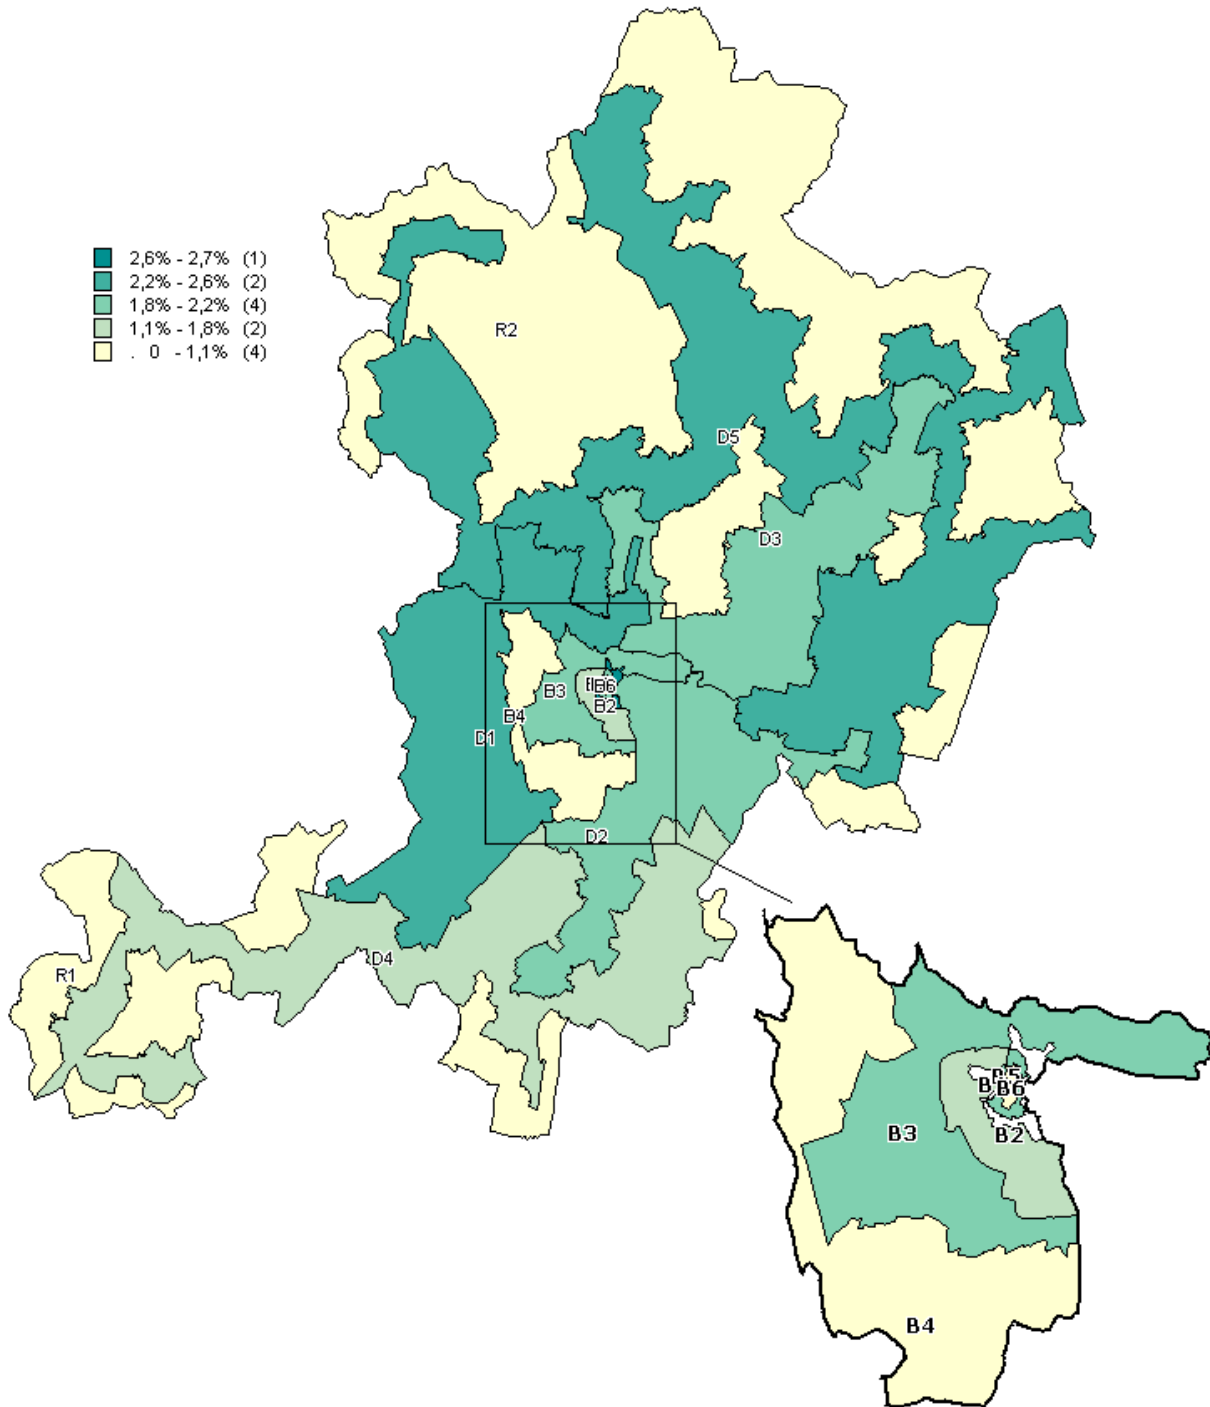 2,6% - 2,7% (1)
2,2% - 2,6% (2)
1,8% - 2,2% (4)
1,1% - 1,8% (2)
. 0 - 1,1% (4)
R2
D5
D3
B3
B6
B2
B4
D1
D2
D4
R1
B6
B3
B2
B4